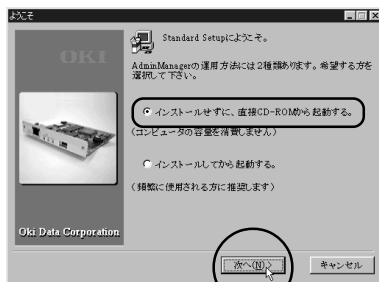 ようこそ
OKI
Standard Setupにようこそ。
AdminManagerの運用方法には2種類あります。希望する方を
選択して下さい。
インストールせずに、直接CD-ROMから起動する。
(コンピュータの容量を消費しません)
インストールしてから起動する。
(頻繁に使用される方に推奨します)
Oki Data Corporation
次へ(N)>
キャンセル